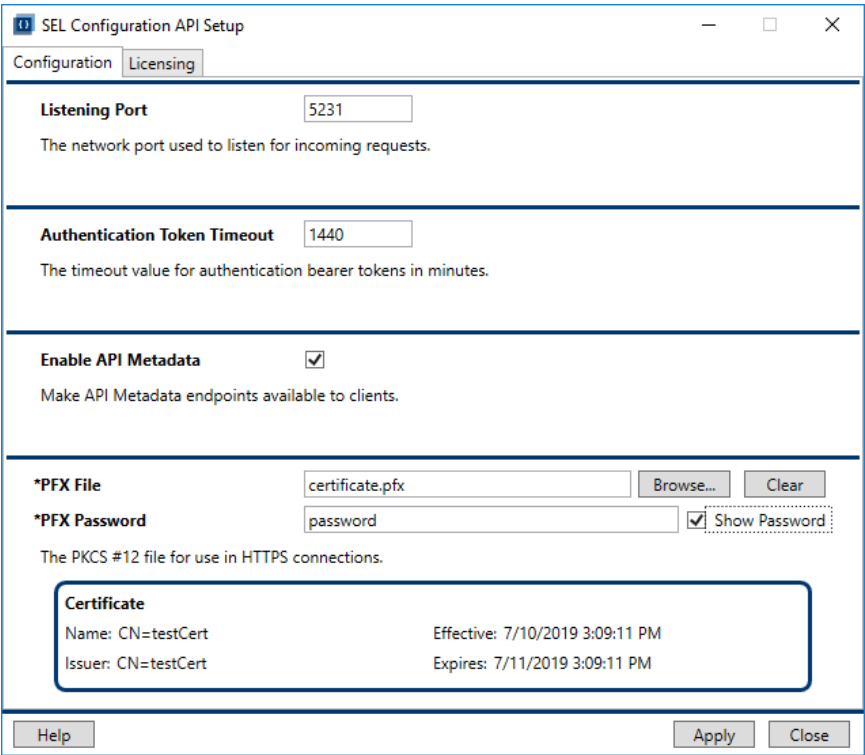 SEL Configuration API Setup
Configuration Licensing
Listening Port 5231
The network port used to listen for incoming requests.
Authentication Token Timeout 1440
The timeout value for authentication bearer tokens in minutes.
Enable API Metadata
Make API Metadata endpoints available to clients.
*PFX File certificate.pfx Browse... Clear
*PFX Password password Show Password
The PKCS #12 file for use in HTTPS connections.
Certificate
Name: CN=testCert Effective: 7/10/2019 3:09:11 PM
Issuer: CN=testCert Expires: 7/11/2019 3:09:11 PM
Help Apply Close